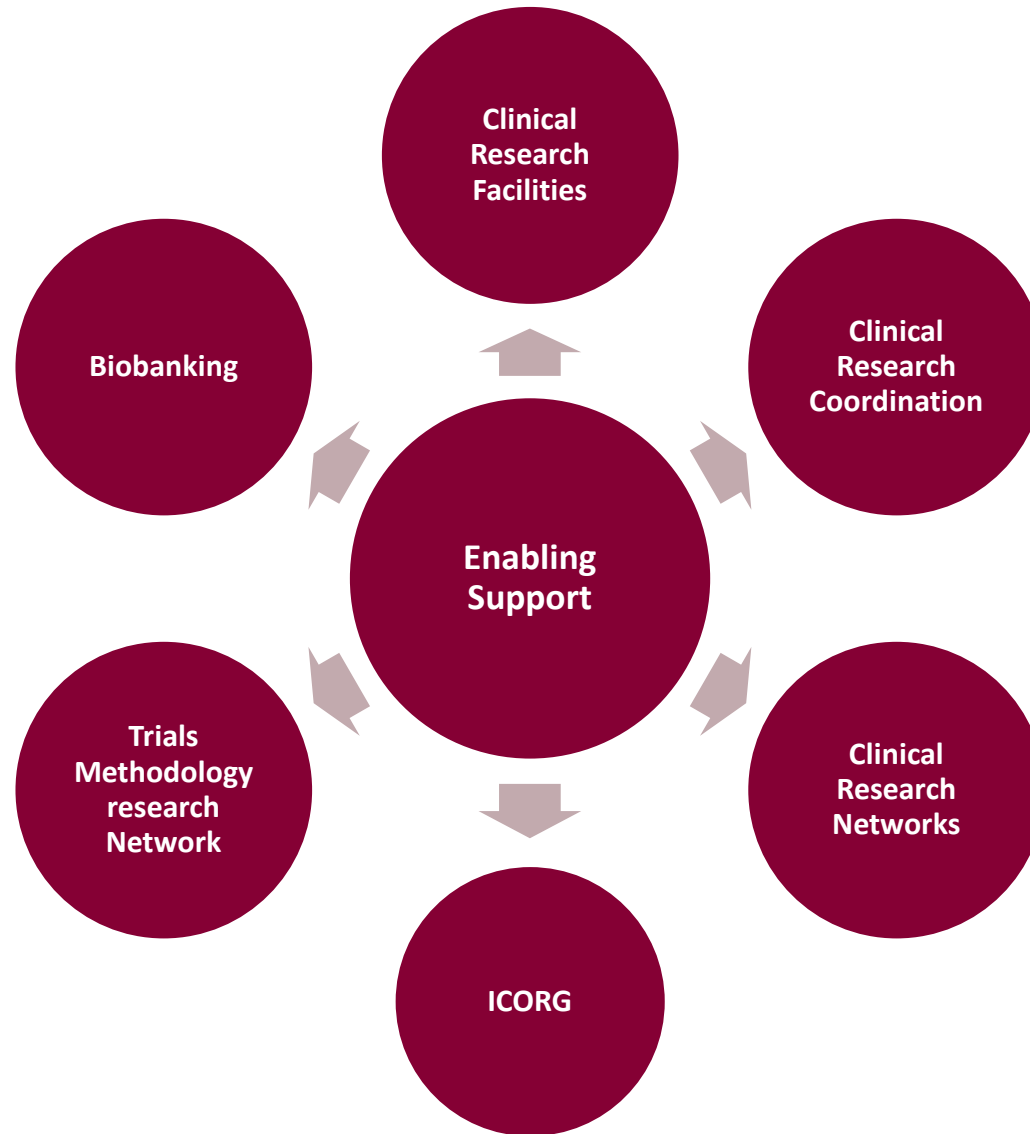 Clinical
Research
Facilities
Biobanking
Clinical
Research
Coordination
Enabling
Support
Trials
Methodology
research
Network
Clinical
Research
Networks
ICORG